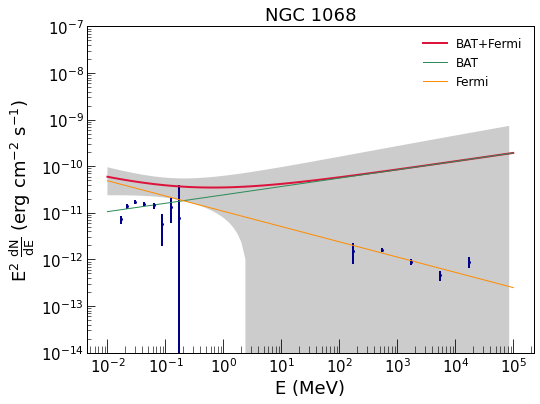 NGC 1068
10⁻⁷
10⁻⁸
10⁻⁹
10⁻¹⁰
10⁻¹¹
10⁻¹²
10⁻¹³
10⁻¹⁴
E² dN/dE (erg cm⁻² s⁻¹)
BAT+Fermi
BAT
Fermi
10⁻² 10⁻¹ 10⁰ 10¹ 10² 10³ 10⁴ 10⁵
E (MeV)